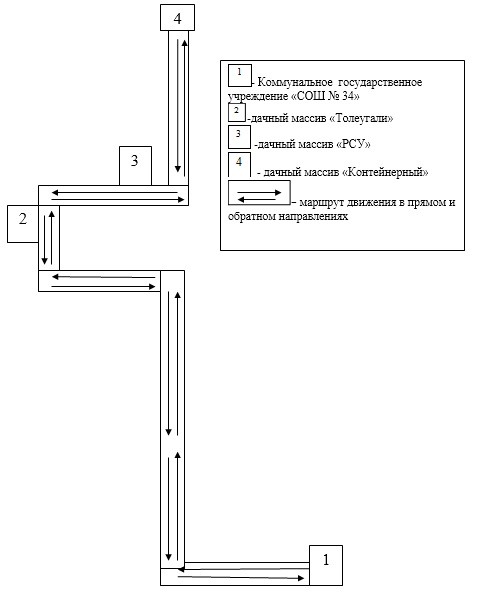 4
3
2
1
1 - Коммунальное государственное
учреждение «СОШ № 34»
2 -дачный массив «Толеугали»
3 -дачный массив «РСУ»
4 - дачный массив «Контейнерный»
– маршрут движения в прямом и
обратном направлениях